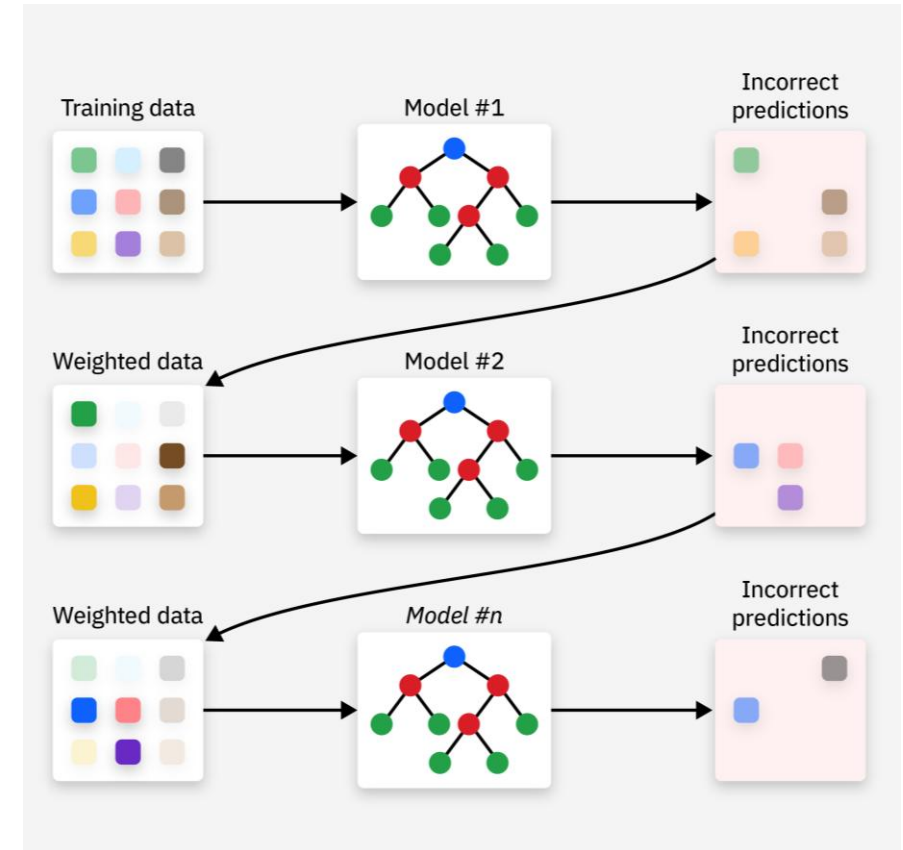 Training data
Model #1
Incorrect
predictions
Weighted data
Model #2
Incorrect
predictions
Weighted data
Model #n
Incorrect
predictions